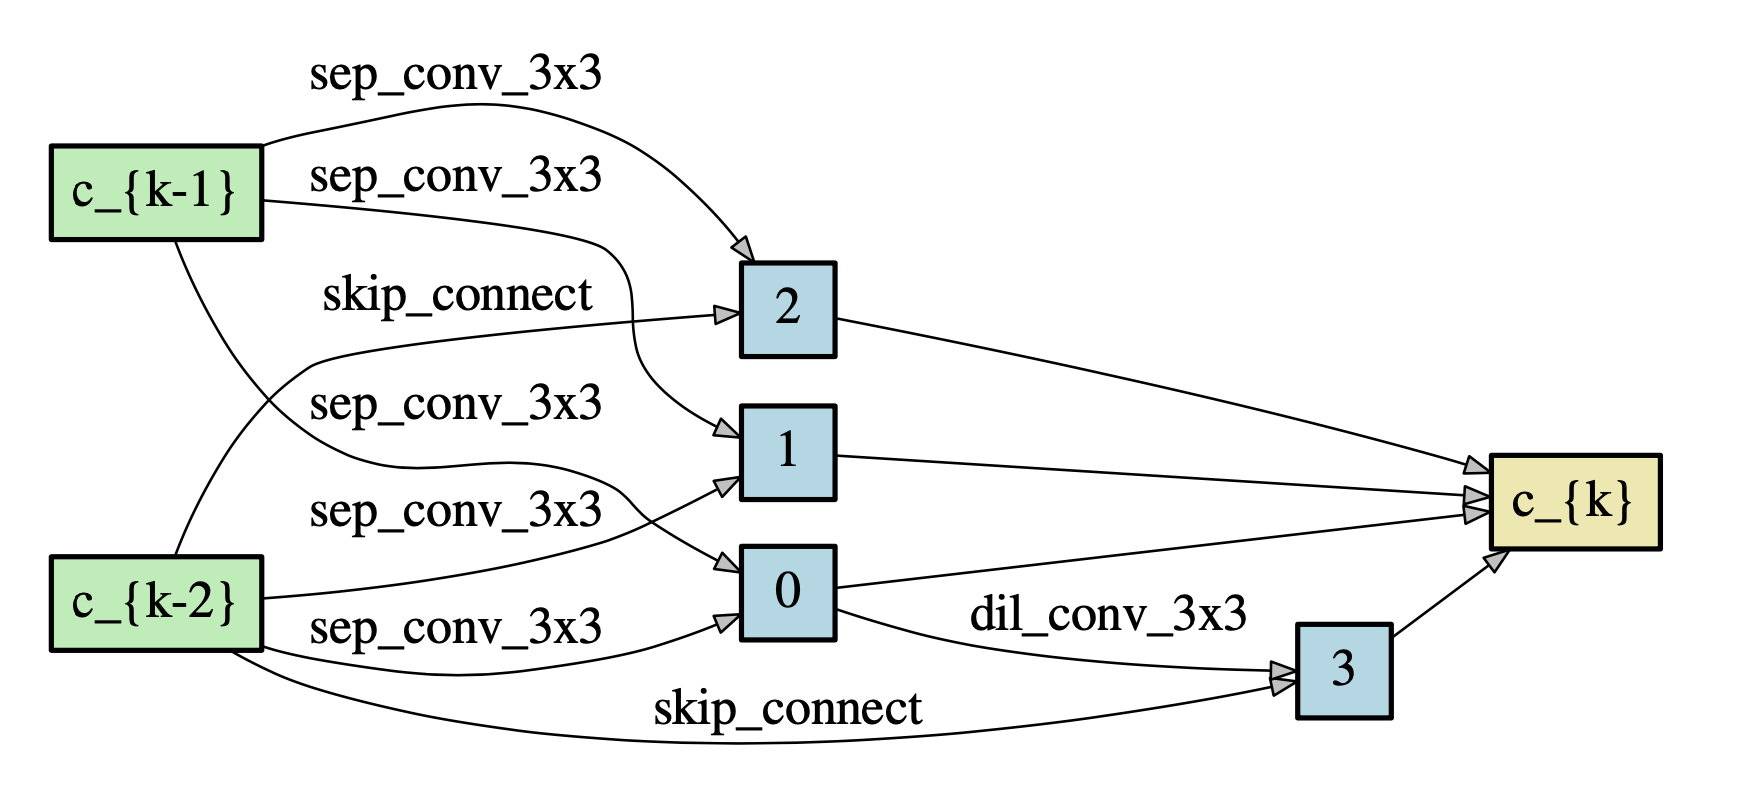 sep_conv_3x3
c_{k-1}
sep_conv_3x3
skip_connect
2
sep_conv_3x3
1
c_{k}
sep_conv_3x3
c_{k-2}
0
sep_conv_3x3
dil_conv_3x3
3
skip_connect